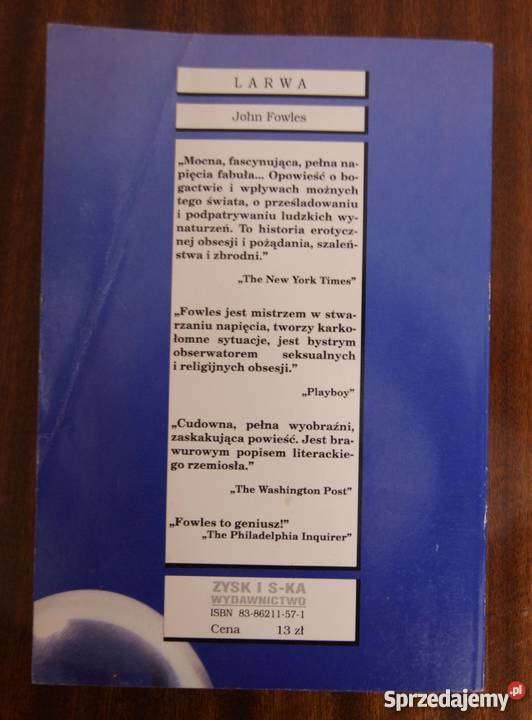 LARWA
John Fowles
„Mocna, fascynująca, pełna na-
pięcia fabuła... Opowieść o bo-
gactwie i wpływach możnych
tego świata, o prześladowaniu
i podpatrywaniu ludzkich wy-
naturzeń. To historia erotycz-
nej obsesji i pożądania, szaleń-
stwa i zbrodni.”
„The New York Times”
„Fowles jest mistrzem w stwa-
rzaniu napięcia, tworzy karko-
łomne sytuacje, jest bystrym
obserwatorem seksualnych
i religijnych obsesji.”
„Playboy”
„Cudowna, pełna wyobraźni,
zaskakująca powieść. Jest bra-
wurowym popisem literackie-
go rzemiosła.”
„The Washington Post”
„Fowles to geniusz!”
„The Philadelphia Inquirer”
ZYSK I S-KA
WYDAWNICTWO
ISBN 83-86211-57-1
Cena 13 zł
Sprzedajemy.pl